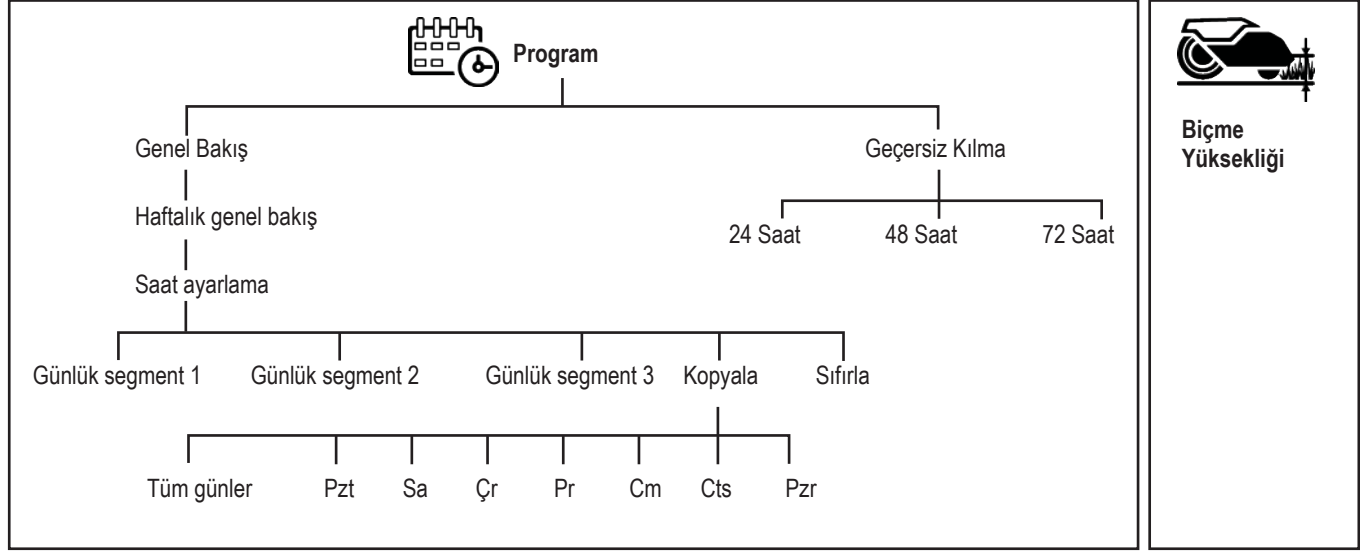 Program
Genel Bakış
Geçersiz Kılma
Haftalık genel bakış
24 Saat
48 Saat
72 Saat
Saat ayarlama
Günlük segment 1
Günlük segment 2
Günlük segment 3
Kopyala
Sıfırla
Tüm günler
Pzt
Sa
Çr
Pr
Cm
Cts
Pzr
Biçme
Yüksekliği